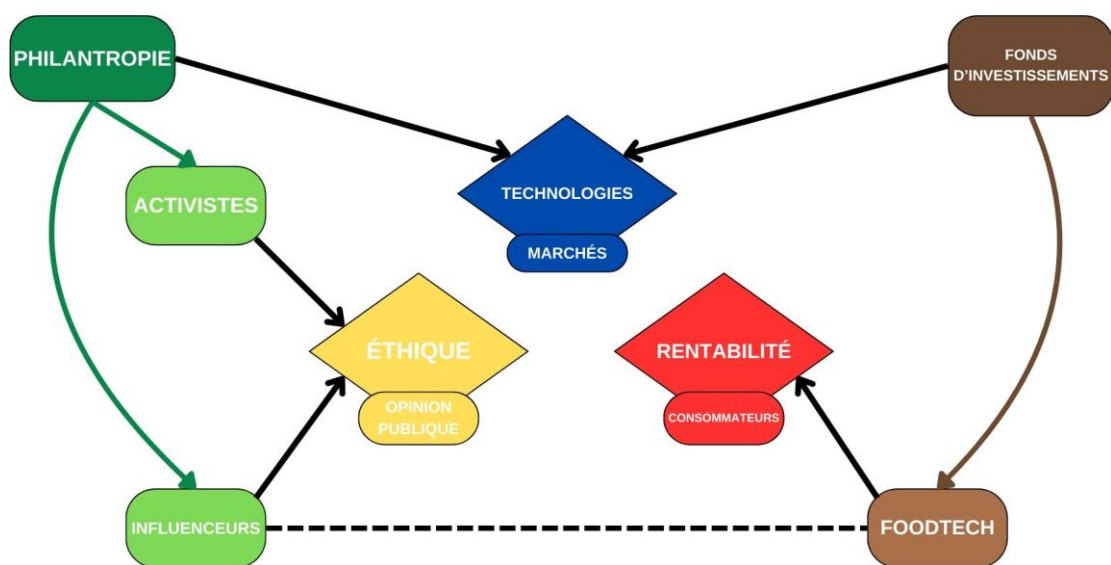 PHILANTROPIE
FONDS
D'INVESTISSEMENTS
ACTIVISTES
TECHNOLOGIES
MARCHÉS
ÉTHIQUE
OPINION
PUBLIQUE
RENTABILITÉ
CONSOMMATEURS
INFLUENCEURS
FOODTECH